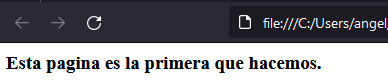 file:///C:/Users/angel,
Esta pagina es la primera que hacemos.